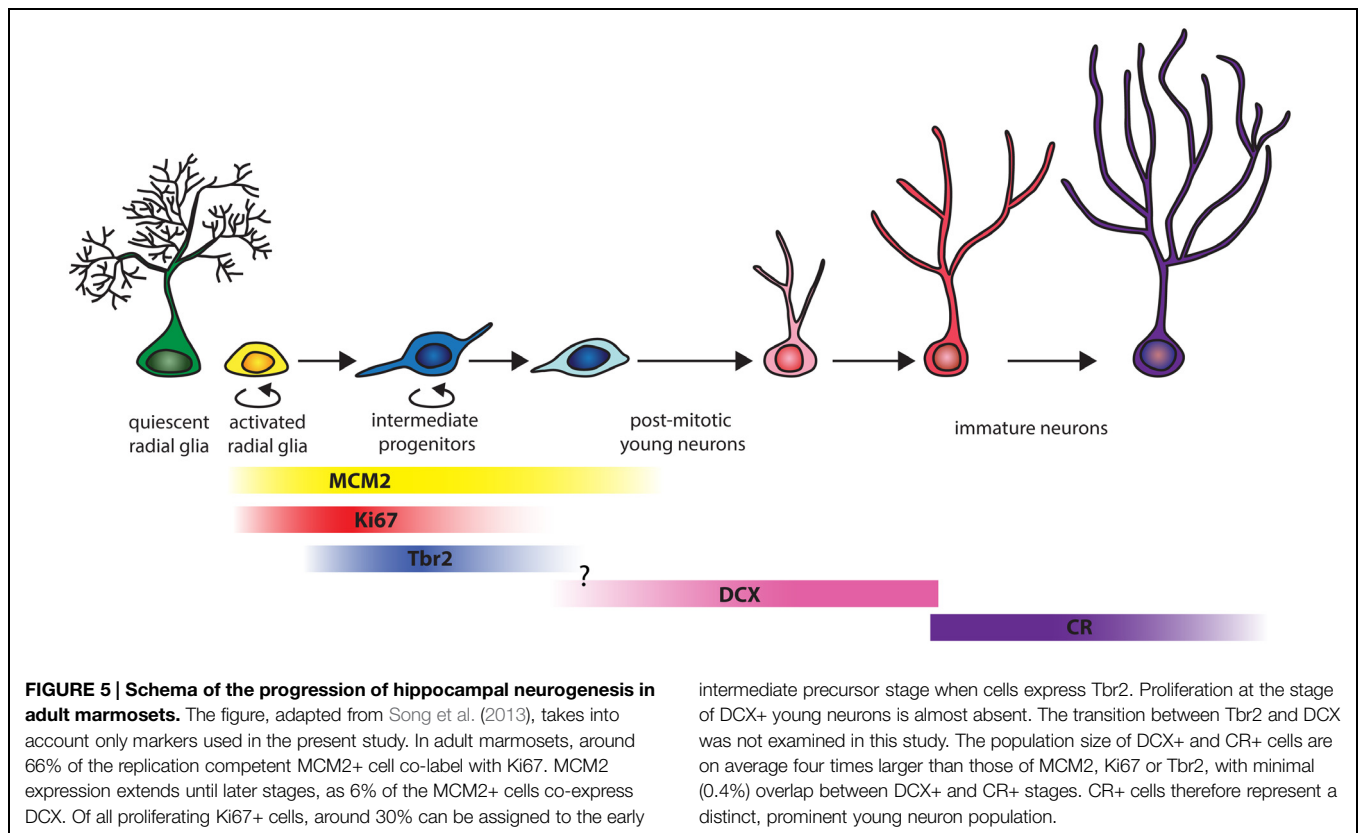 quiescent
radial glia
activated
radial glia
intermediate
progenitors
post-mitotic
young neurons
immature neurons
MCM2
Ki67
Tbr2
?
DCX
CR
FIGURE 5 | Schema of the progression of hippocampal neurogenesis in
adult marmosets. The figure, adapted from Song et al. (2013), takes into
account only markers used in the present study. In adult marmosets, around
66% of the replication competent MCM2+ cell co-label with Ki67. MCM2
expression extends until later stages, as 6% of the MCM2+ cells co-express
DCX. Of all proliferating Ki67+ cells, around 30% can be assigned to the early
intermediate precursor stage when cells express Tbr2. Proliferation at the stage
of DCX+ young neurons is almost absent. The transition between Tbr2 and DCX
was not examined in this study. The population size of DCX+ and CR+ cells are
on average four times larger than those of MCM2, Ki67 or Tbr2, with minimal
(0.4%) overlap between DCX+ and CR+ stages. CR+ cells therefore represent a
distinct, prominent young neuron population.